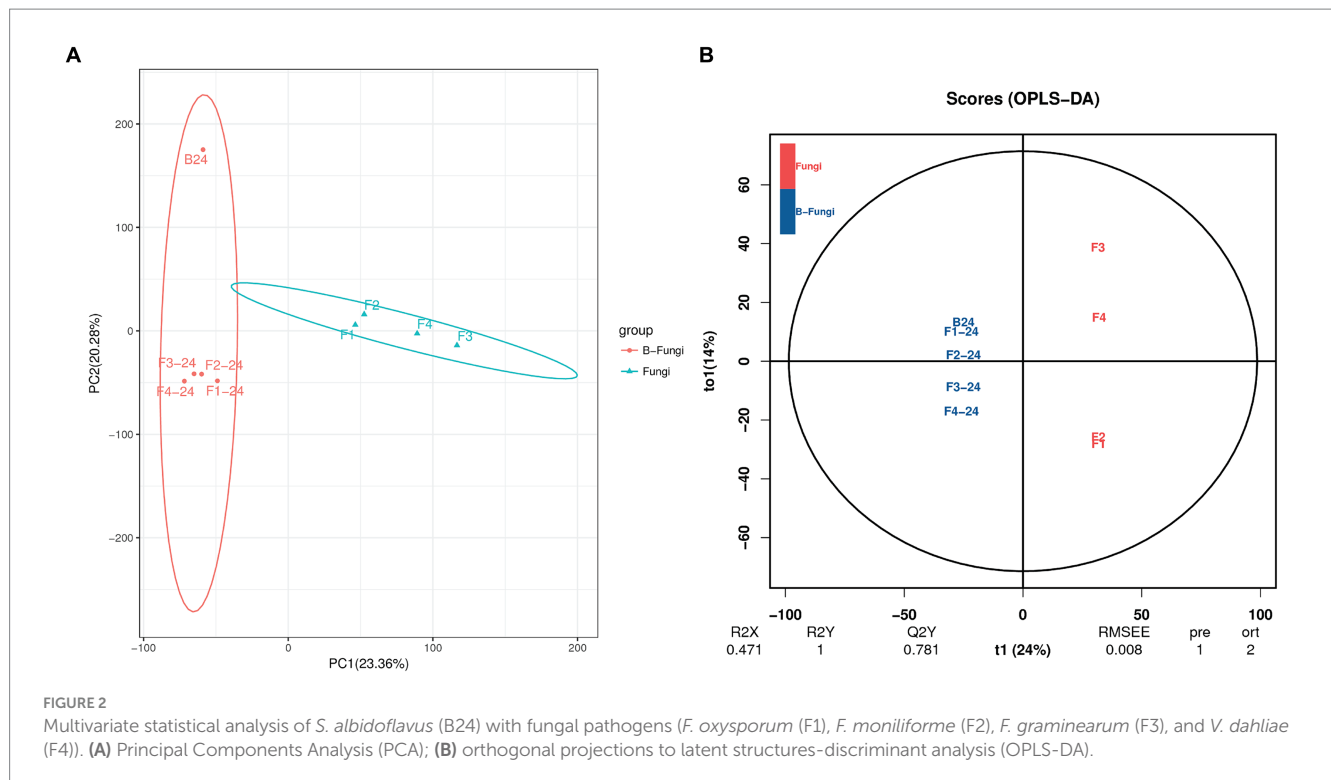 A
200
100
0
-100
-200
PC2(20.28%)
B24
F3-24
F2-24
F4-24
F1-24
F2
F1
F4
F3
-100
0
100
200
PC1(23.36%)
group
B-Fungi
Fungi
B
Scores (OPLS-DA)
Fungi
B-Fungi
60
40
20
0
-20
-40
-60
to1(14%)
F3
F4
B24
F1-24
F2-24
F3-24
F4-24
F2
F1
-100
-50
0
50
100
R2X R2Y Q2Y RMSEE pre ort
0.471 1 0.781 t1 (24%) 0.008 1 2
FIGURE 2
Multivariate statistical analysis of S. albidoflavus (B24) with fungal pathogens (F. oxysporum (F1), F. moniliforme (F2), F. graminearum (F3), and V. dahliae
(F4)). (A) Principal Components Analysis (PCA); (B) orthogonal projections to latent structures-discriminant analysis (OPLS-DA).